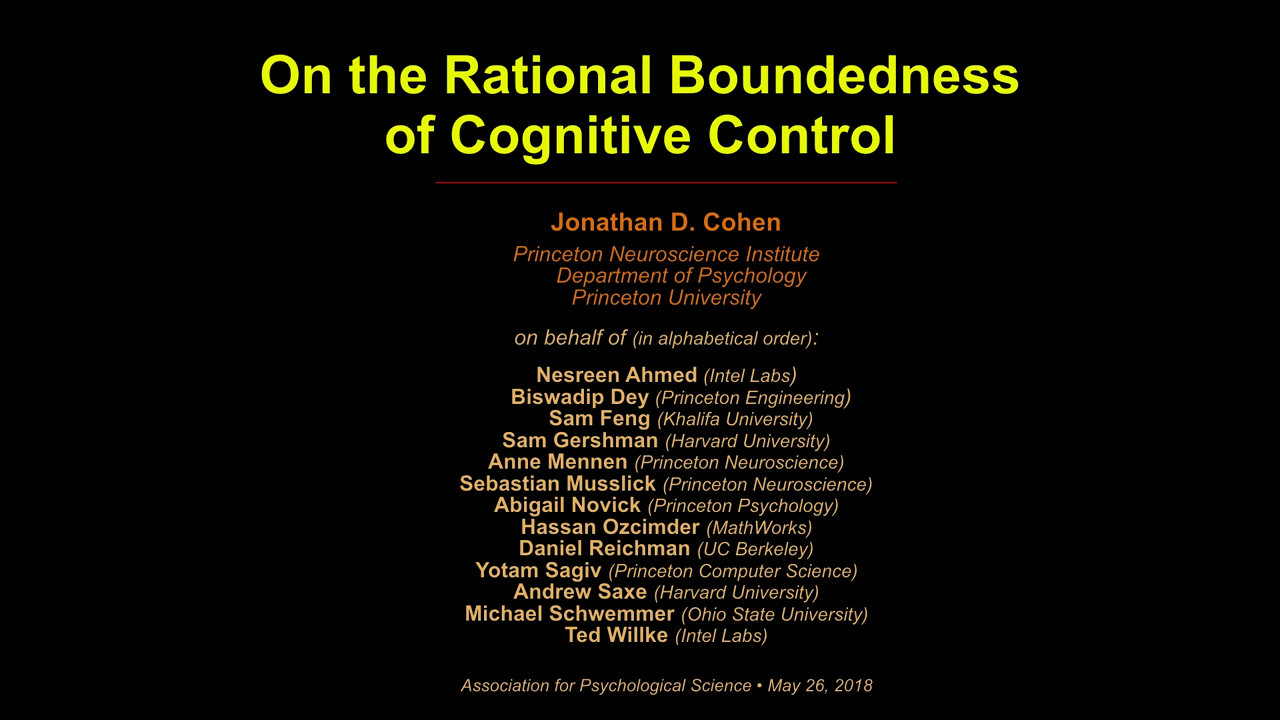 On the Rational Boundedness
of Cognitive Control
Jonathan D. Cohen
Princeton Neuroscience Institute
Department of Psychology
Princeton University
on behalf of (in alphabetical order):
Nesreen Ahmed (Intel Labs)
Biswadip Dey (Princeton Engineering)
Sam Feng (Khalifa University)
Sam Gershman (Harvard University)
Anne Mennen (Princeton Neuroscience)
Sebastian Musslick (Princeton Neuroscience)
Abigail Novick (Princeton Psychology)
Hassan Ozcimder (MathWorks)
Daniel Reichman (UC Berkeley)
Yotam Sagiv (Princeton Computer Science)
Andrew Saxe (Harvard University)
Michael Schwemmer (Ohio State University)
Ted Willke (Intel Labs)
Association for Psychological Science • May 26, 2018